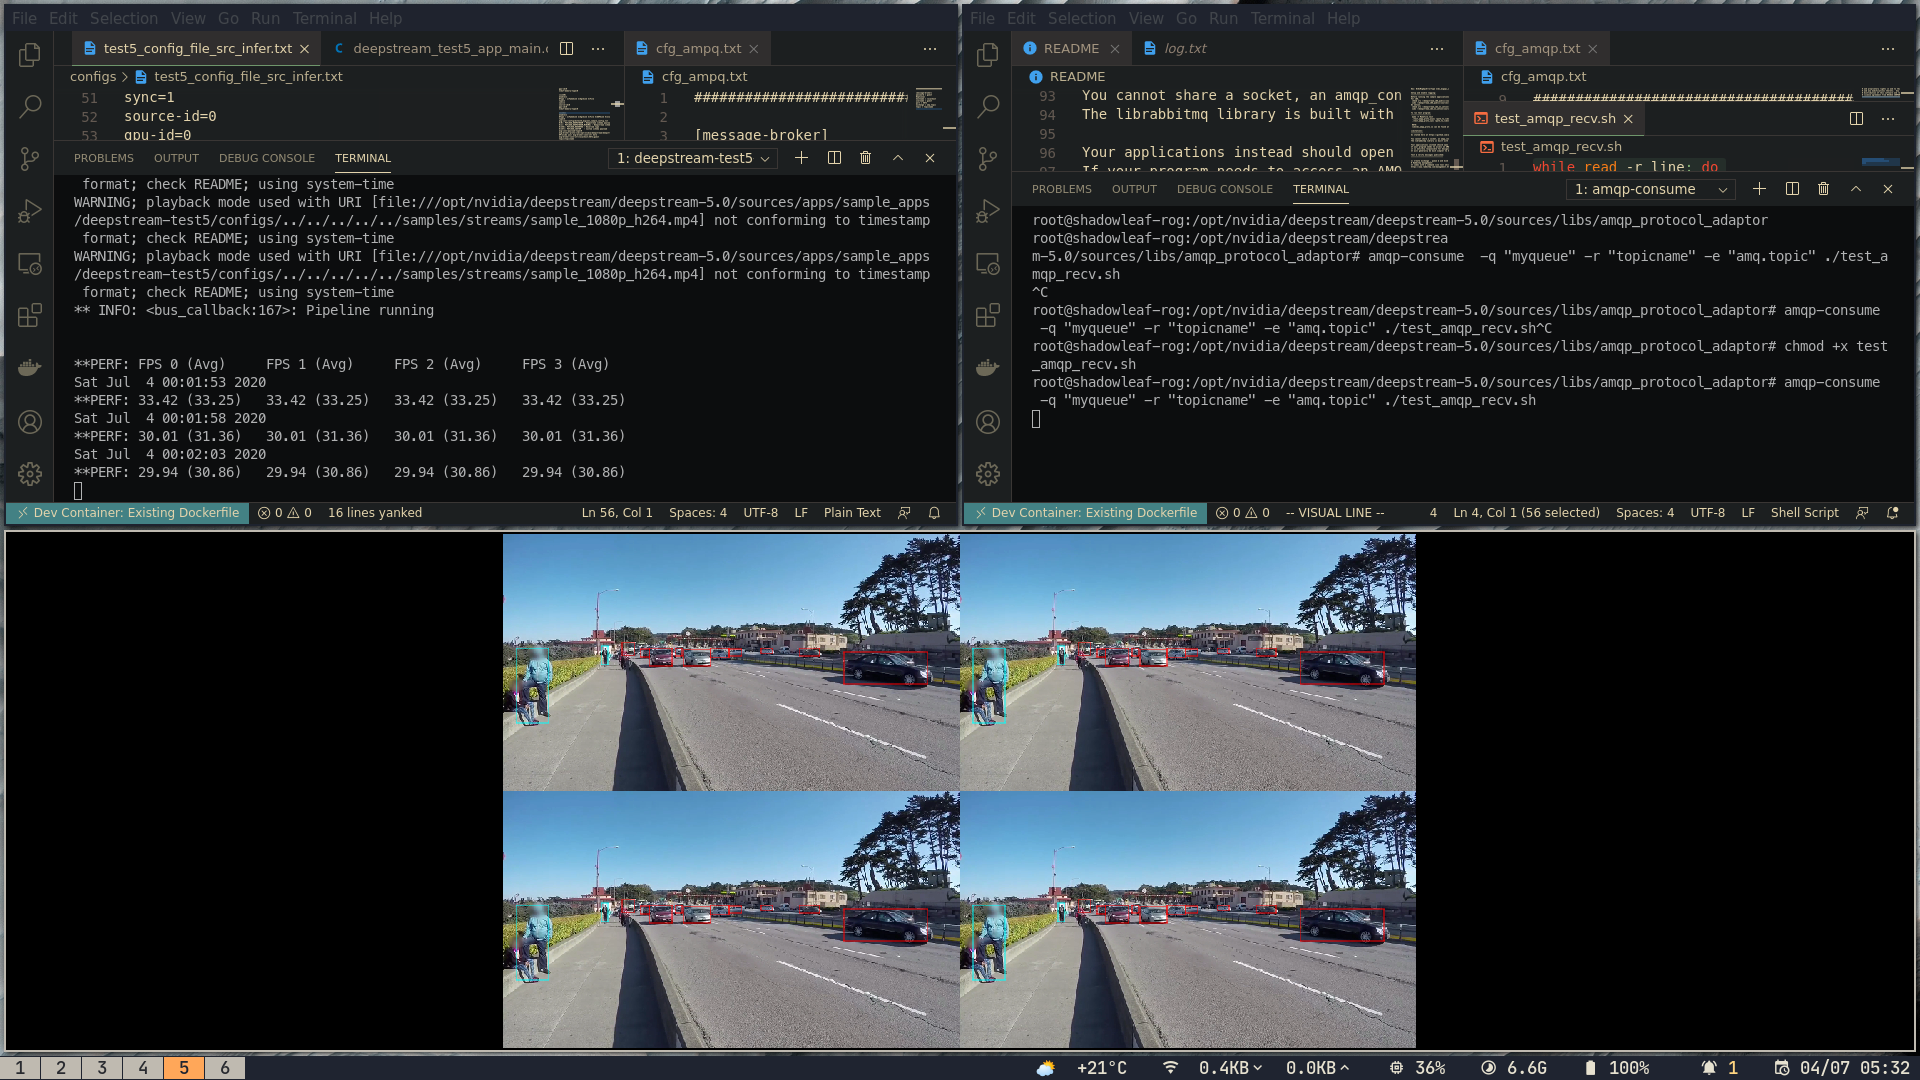 File Edit Selection View Go Run Terminal Help
test5_config_file_src_infer.txt
deepstream_test5_app_main.c
cfg_ampq.txt
configs > test5_config_file_src_infer.txt
cfg_ampq.txt
51 sync=1
52 source-id=0
53 gpu-id=0
1
2
3 [message-broker]
PROBLEMS OUTPUT DEBUG CONSOLE TERMINAL
1: deepstream-test5
format; check README; using system-time
WARNING; playback mode used with URI [file:///opt/nvidia/deepstream/deepstream-5.0/sources/apps/sample_apps
/deepstream-test5/configs/../../../../../samples/streams/sample_1080p_h264.mp4] not conforming to timestamp
format; check README; using system-time
WARNING; playback mode used with URI [file:///opt/nvidia/deepstream/deepstream-5.0/sources/apps/sample_apps
/deepstream-test5/configs/../../../../../samples/streams/sample_1080p_h264.mp4] not conforming to timestamp
format; check README; using system-time
** INFO: <bus_callback:167>: Pipeline running
**PERF: FPS 0 (Avg) FPS 1 (Avg) FPS 2 (Avg) FPS 3 (Avg)
Sat Jul 4 00:01:53 2020
**PERF: 33.42 (33.25) 33.42 (33.25) 33.42 (33.25) 33.42 (33.25)
Sat Jul 4 00:01:58 2020
**PERF: 30.01 (31.36) 30.01 (31.36) 30.01 (31.36) 30.01 (31.36)
Sat Jul 4 00:02:03 2020
**PERF: 29.94 (30.86) 29.94 (30.86) 29.94 (30.86) 29.94 (30.86)
Dev Container: Existing Dockerfile 0 0 16 lines yanked Ln 56, Col 1 Spaces: 4 UTF-8 LF Plain Text
File Edit Selection View Go Run Terminal Help
README
log.txt
cfg_amqp.txt
README
cfg_amqp.txt
93 You cannot share a socket, an amqp_con
94 The librabbitmq library is built with
95
96 Your applications instead should open
97 If your program needs to access an AMQ
9
test_amqp_recv.sh
test_amqp_recv.sh
1 while read -r line; do
PROBLEMS OUTPUT DEBUG CONSOLE TERMINAL
1: amqp-consume
root@shadowleaf-rog:/opt/nvidia/deepstream/deepstream-5.0/sources/libs/amqp_protocol_adaptor
root@shadowleaf-rog:/opt/nvidia/deepstream/deepstrea
m-5.0/sources/libs/amqp_protocol_adaptor# amqp-consume -q "myqueue" -r "topicname" -e "amq.topic" ./test_a
mqp_recv.sh
^C
root@shadowleaf-rog:/opt/nvidia/deepstream/deepstream-5.0/sources/libs/amqp_protocol_adaptor# amqp-consume
-q "myqueue" -r "topicname" -e "amq.topic" ./test_amqp_recv.sh^C
root@shadowleaf-rog:/opt/nvidia/deepstream/deepstream-5.0/sources/libs/amqp_protocol_adaptor# chmod +x test
_amqp_recv.sh
root@shadowleaf-rog:/opt/nvidia/deepstream/deepstream-5.0/sources/libs/amqp_protocol_adaptor# amqp-consume
-q "myqueue" -r "topicname" -e "amq.topic" ./test_amqp_recv.sh
Dev Container: Existing Dockerfile 0 0 -- VISUAL LINE -- 4 Ln 4, Col 1 (56 selected) Spaces: 4 UTF-8 LF Shell Script
1 2 3 4 5 6 +21°C 0.4KB 0.0KB 36% 6.6G 100% 1 04/07 05:32